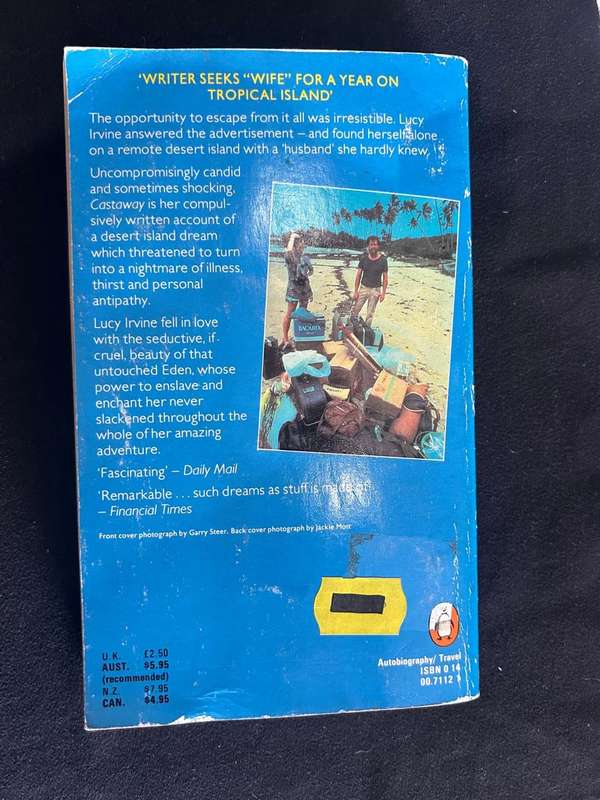 'WRITER SEEKS "WIFE" FOR A YEAR ON
TROPICAL ISLAND'
The opportunity to escape from it all was irresistible. Lucy
Irvine answered the advertisement – and found herself alone
on a remote desert island with a 'husband' she hardly knew.
Uncompromisingly candid
and sometimes shocking,
Castaway is her compul-
sively written account of
a desert island dream
which threatened to turn
into a nightmare of illness,
thirst and personal
antipathy.
Lucy Irvine fell in love
with the seductive, if
cruel, beauty of that
untouched Eden, whose
power to enslave and
enchant her never
slackened throughout the
whole of her amazing
adventure.
BACARDI
'Fascinating' – Daily Mail
'Remarkable . . . such dreams as stuff is made of'
– Financial Times
Front cover photograph by Garry Steer. Back cover photograph by Jackie Mott
U.K. £2.50
AUST. $5.95
(recommended)
N.Z. $7.95
CAN. $4.95
Autobiography/Travel
ISBN 0 14
00.7112